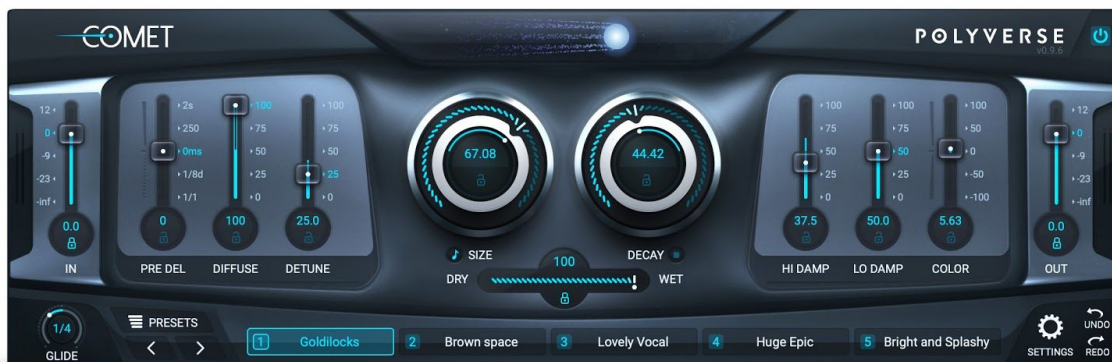 COMET
POLYVERSE
v0.9.6
12
0
-9
-23
-inf
0.0
IN
2s
250
0ms
1/8d
1/1
0
PRE DEL
100
75
50
25
0
100
DIFFUSE
100
75
50
25
0
25.0
DETUNE
67.08
SIZE
44.42
DECAY
100
DRY
WET
100
75
50
25
0
37.5
HI DAMP
100
75
50
25
0
50.0
LO DAMP
100
50
0
-50
-100
5.63
COLOR
12
0
-9
-23
-inf
0.0
OUT
1/4
GLIDE
PRESETS
1 Goldilocks
2 Brown space
3 Lovely Vocal
4 Huge Epic
5 Bright and Splashy
SETTINGS
UNDO
REDO